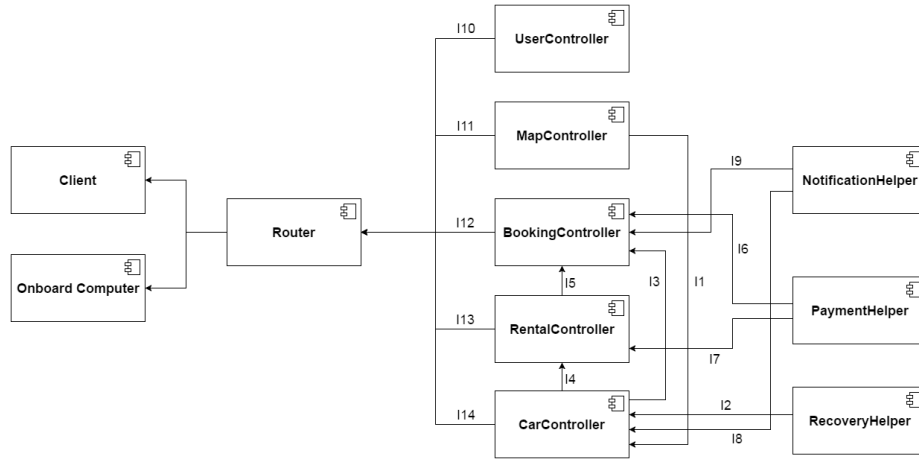 I10
UserController
I11
MapController
Client
I9
NotificationHelper
Router
I12
BookingController
I6
Onboard Computer
I5
I3
I1
I13
RentalController
PaymentHelper
I7
I4
I14
CarController
I2
I8
RecoveryHelper